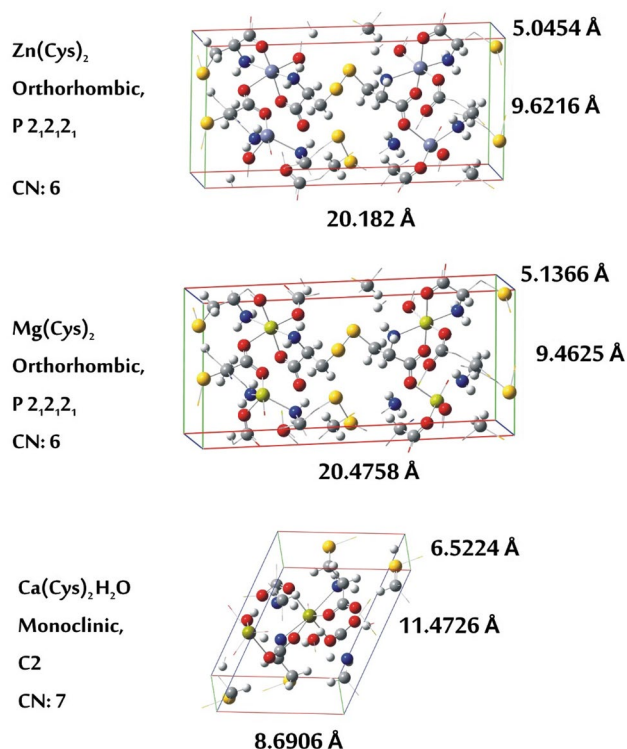 Zn(Cys)₂
Orthorhombic,
P 2₁2₁2₁
CN: 6
5.0454 Å
9.6216 Å
20.182 Å
Mg(Cys)₂
Orthorhombic,
P 2₁2₁2₁
CN: 6
5.1366 Å
9.4625 Å
20.4758 Å
Ca(Cys)₂H₂O
Monoclinic,
C2
CN: 7
6.5224 Å
11.4726 Å
8.6906 Å